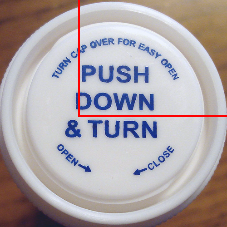 TURN CAP OVER FOR EASY OPEN
PUSH
DOWN
& TURN
OPEN
CLOSE